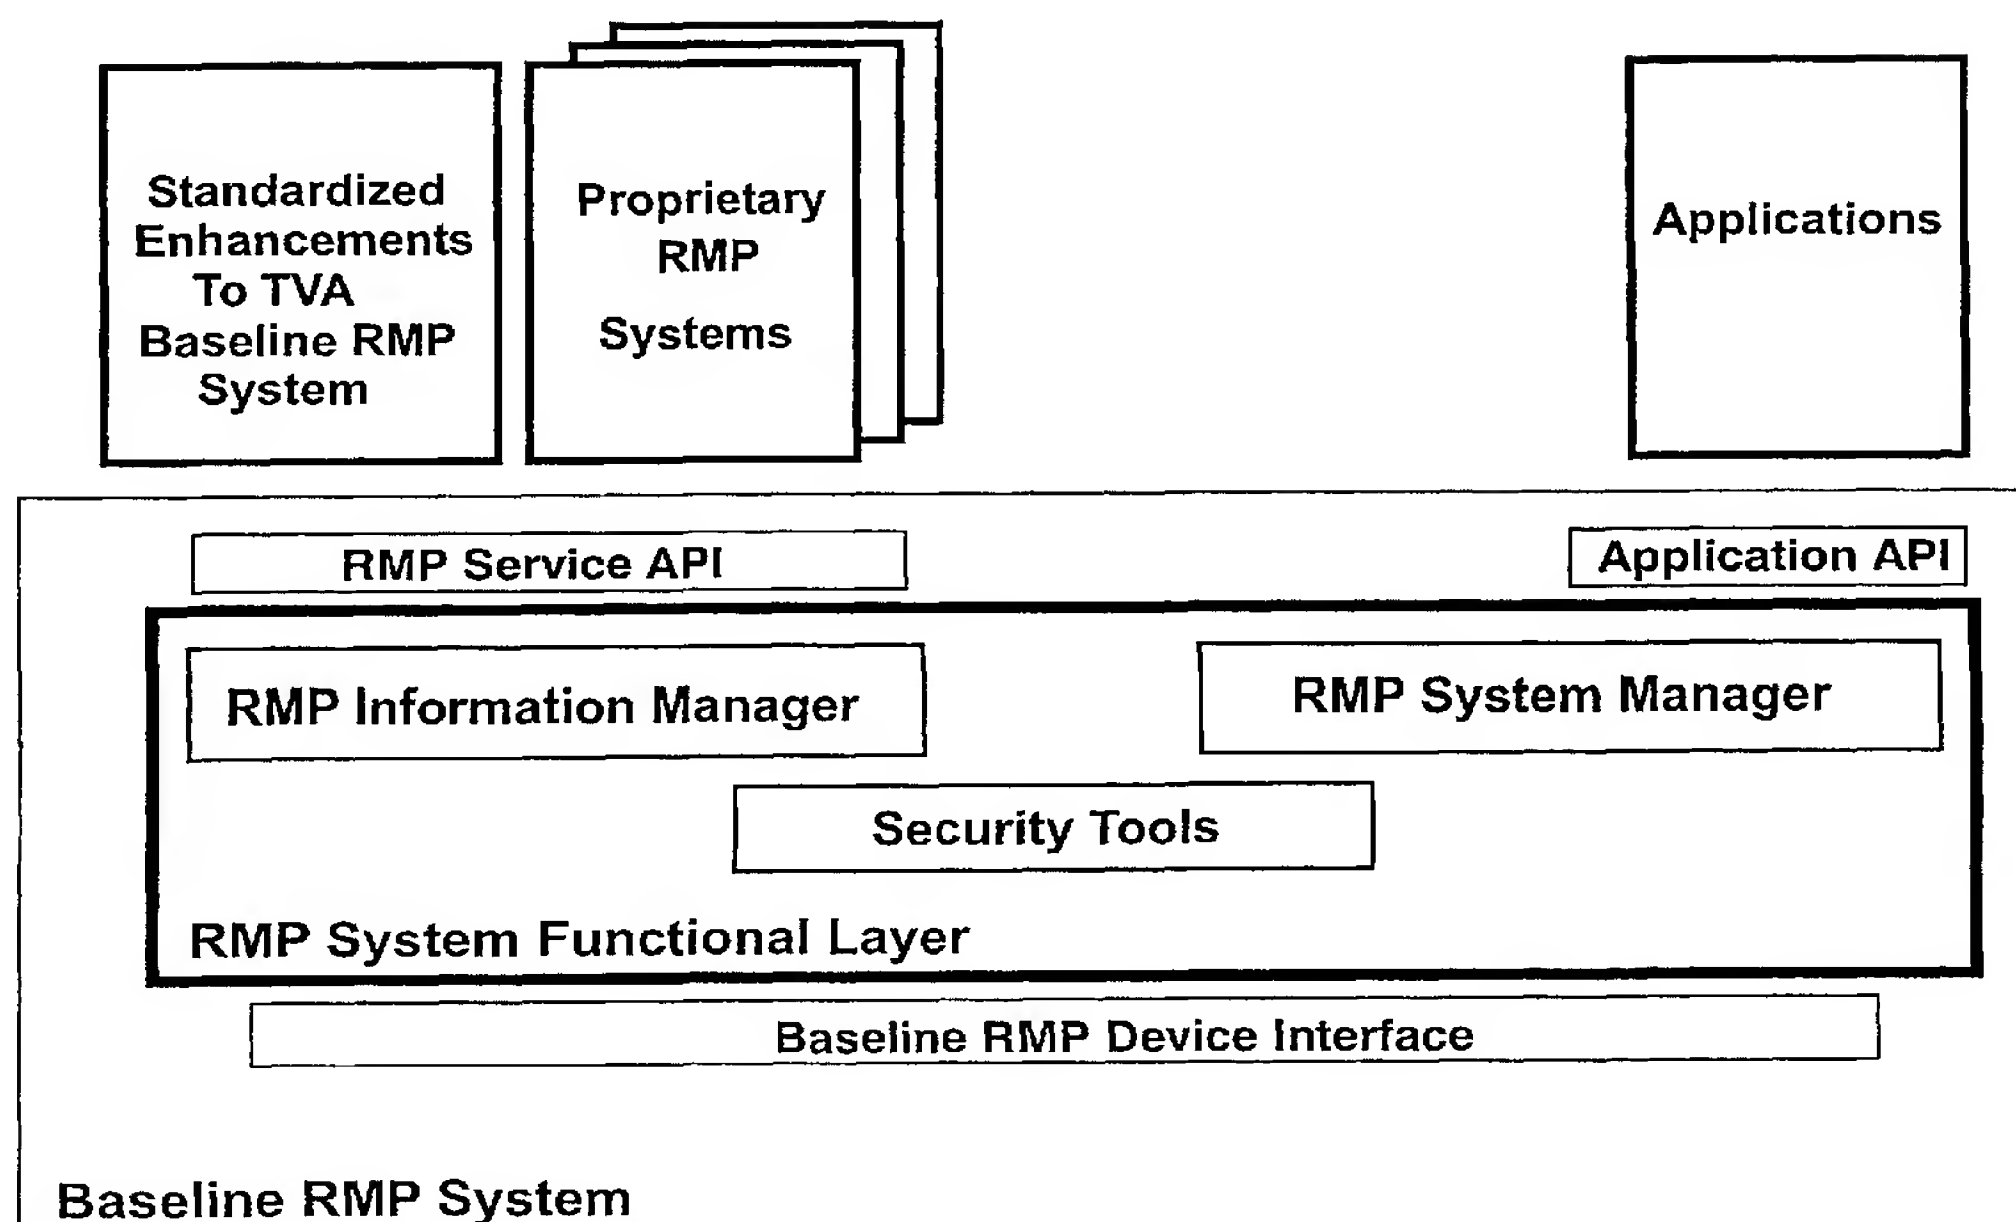 Standardized
Enhancements
To TVA
Baseline RMP
System
Proprietary
RMP
Systems
Applications
RMP Service API
Application API
RMP Information Manager
RMP System Manager
Security Tools
RMP System Functional Layer
Baseline RMP Device Interface
Baseline RMP System